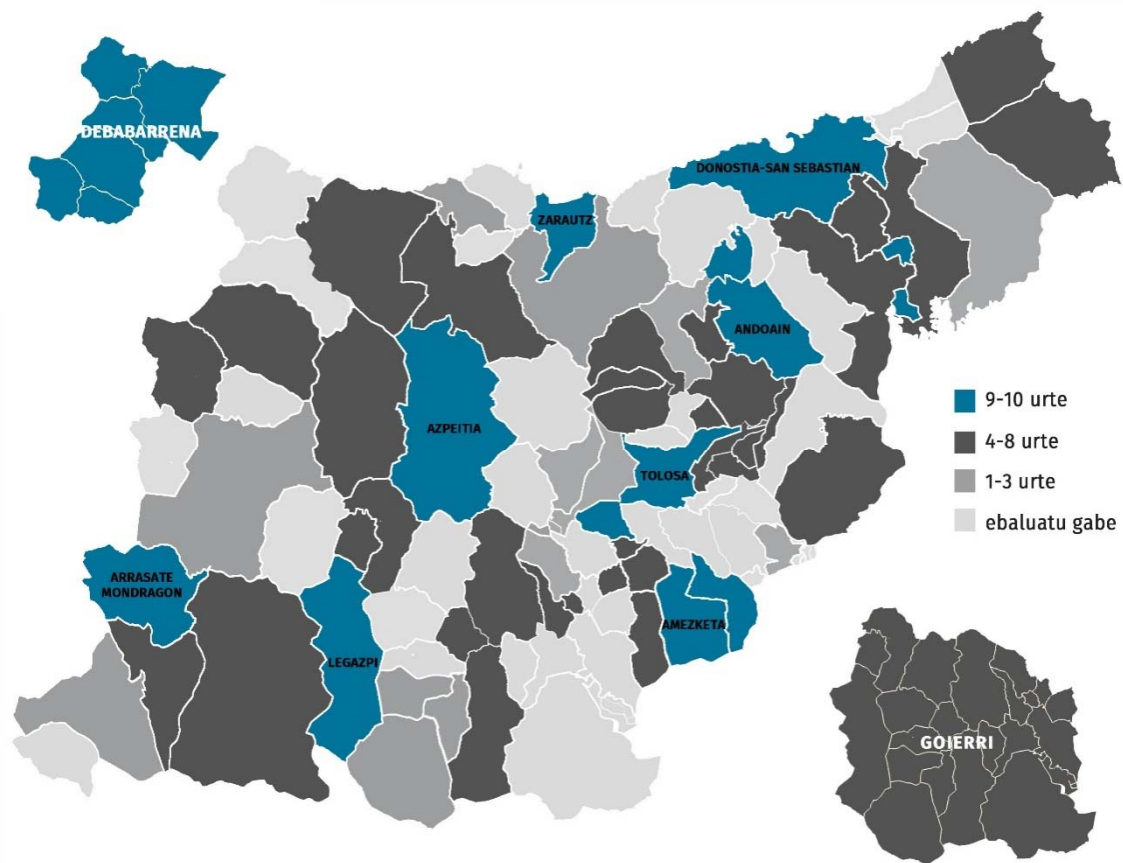 DEBABARRENA
DONOSTIA-SAN SEBASTIAN
ZARAUTZ
ANDOAIN
AZPEITIA
TOLOSA
ARRASATE
MONDRAGON
LEGAZPI
AMEZKETA
9-10 urte
4-8 urte
1-3 urte
ebaluatu gabe
GOIERRI